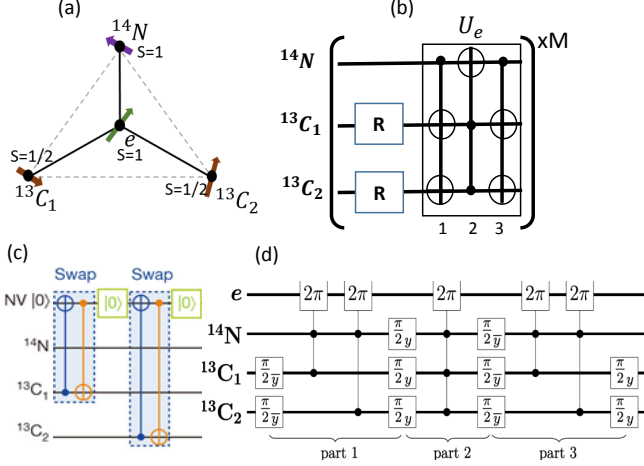 (a)
¹⁴N
S=1
e
S=1
S=1/2
¹³C₁
S=1/2
¹³C₂
(b)
Uₑ
xM
¹⁴N
¹³C₁
R
¹³C₂
R
1 2 3
(c)
Swap Swap
NV |0⟩ |0⟩ |0⟩
¹⁴N
¹³C₁
¹³C₂
(d)
e 2π 2π 2π 2π 2π
¹⁴N π/2 y π/2 ȳ
¹³C₁ π/2 ȳ π/2 y π/2 ȳ π/2 y
¹³C₂ π/2 ȳ π/2 y π/2 ȳ π/2 y
part 1 part 2 part 3